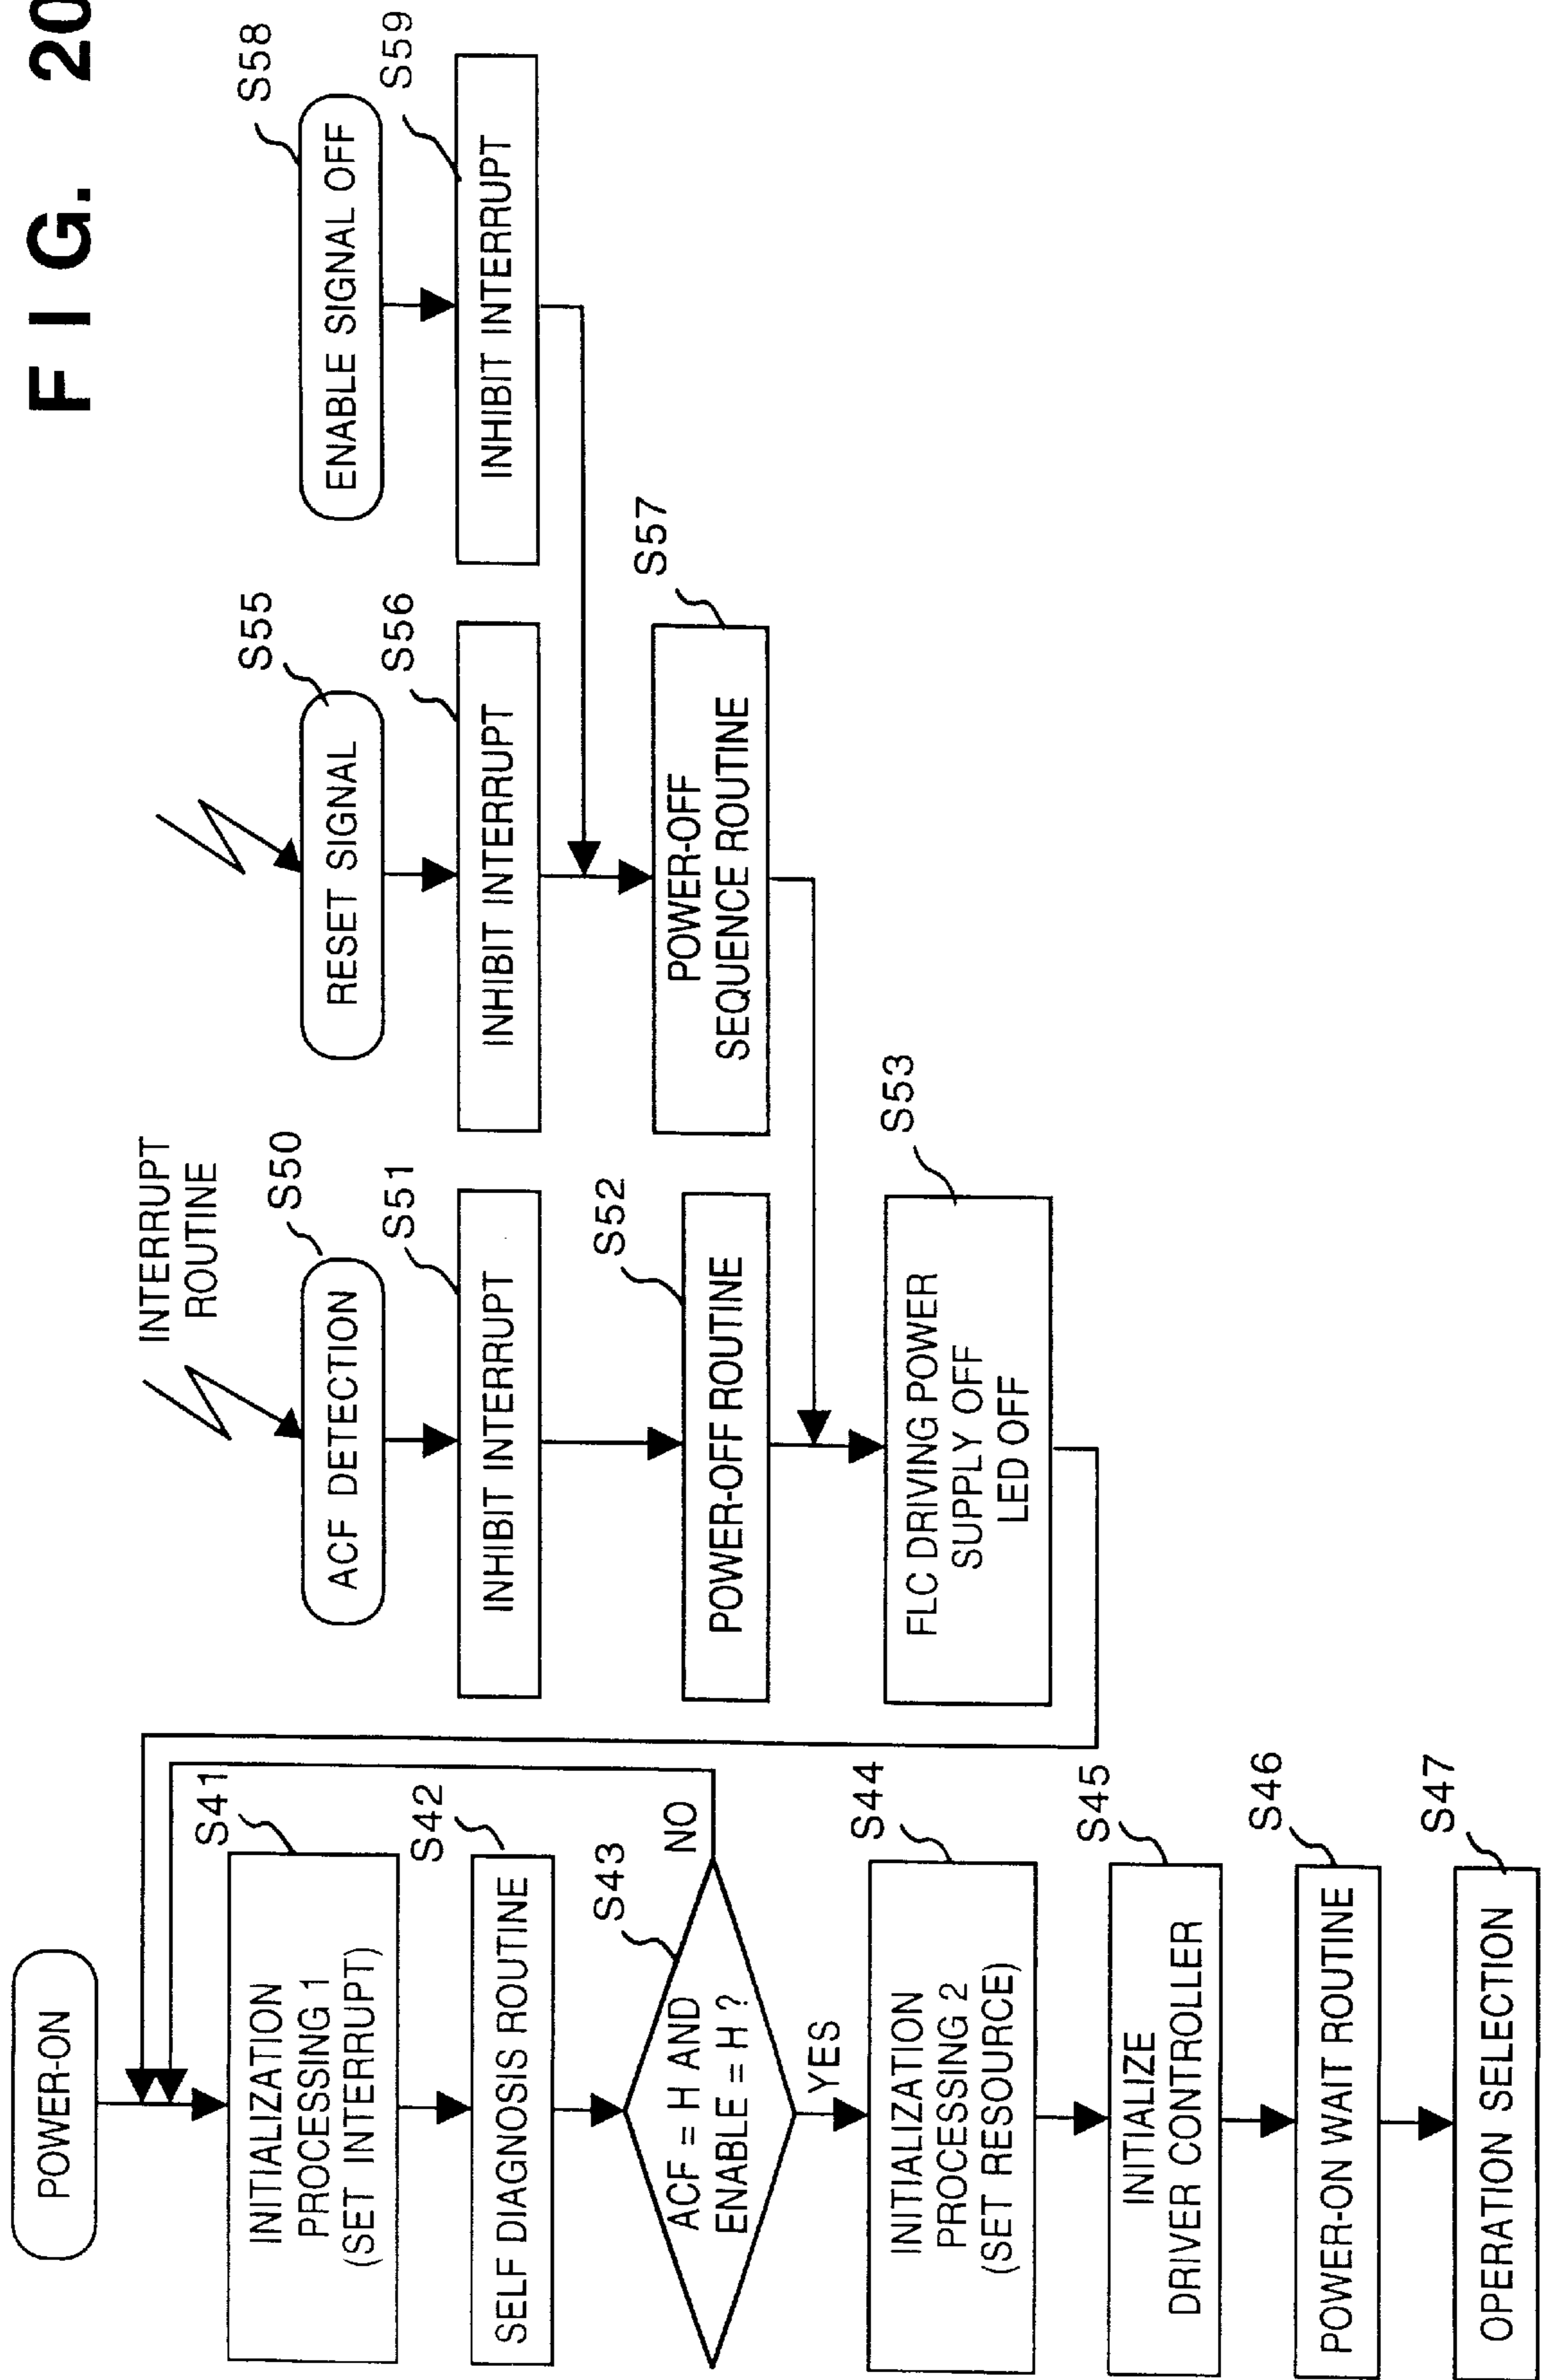 FIG. 20
POWER-ON
S41
INITIALIZATION
PROCESSING 1
(SET INTERRUPT)
S42
SELF DIAGNOSIS ROUTINE
S43
ACF = H AND
ENABLE = H ?
NO
YES
S44
INITIALIZATION
PROCESSING 2
(SET RESOURCE)
S45
INITIALIZE
DRIVER CONTROLLER
S46
POWER-ON WAIT ROUTINE
S47
OPERATION SELECTION
INTERRUPT
ROUTINE
S50
ACF DETECTION
S51
INHIBIT INTERRUPT
S52
POWER-OFF ROUTINE
S53
FLC DRIVING POWER
SUPPLY OFF
LED OFF
S55
RESET SIGNAL
S56
INHIBIT INTERRUPT
S57
POWER-OFF
SEQUENCE ROUTINE
S58
ENABLE SIGNAL OFF
S59
INHIBIT INTERRUPT